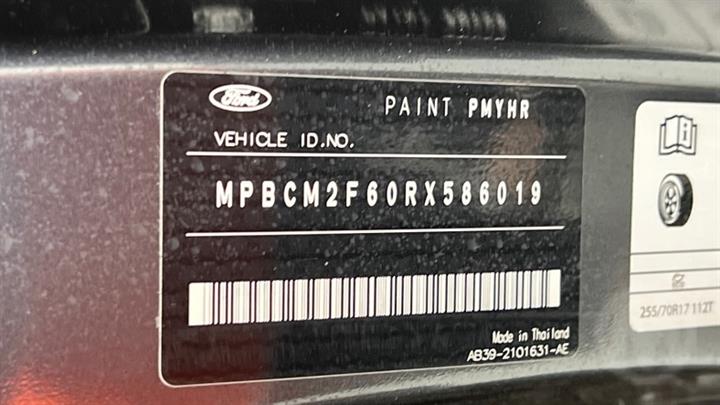 Ford
PAINT PMYHR
VEHICLE ID.NO.
MPBCM2F60RX586019
Made in Thailand
AB39-2101631-AE
255/70R17 112T